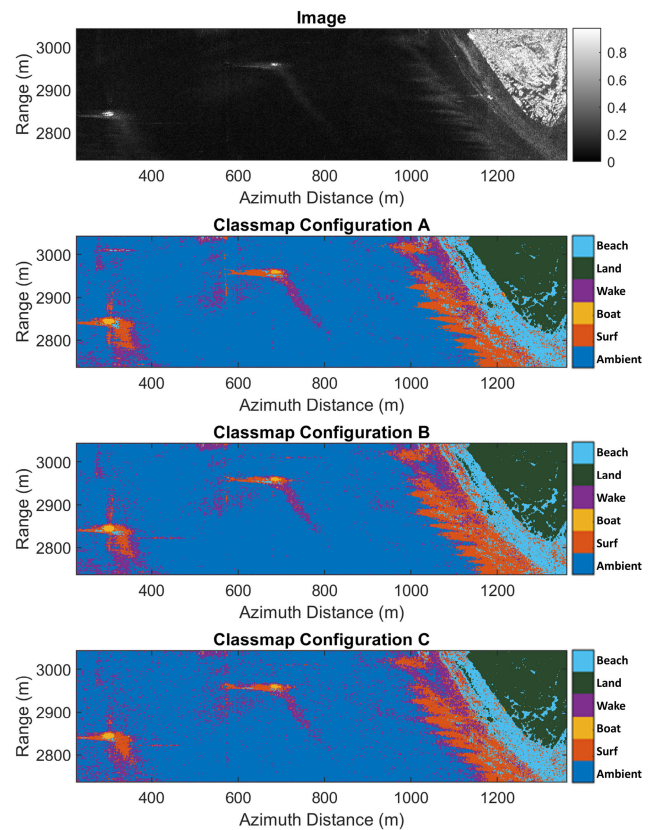 Image
3000
2900
2800
Range (m)
400 600 800 1000 1200
Azimuth Distance (m)
0.8
0.6
0.4
0.2
0
Classmap Configuration A
3000
2900
2800
Range (m)
400 600 800 1000 1200
Azimuth Distance (m)
Beach
Land
Wake
Boat
Surf
Ambient
Classmap Configuration B
3000
2900
2800
Range (m)
400 600 800 1000 1200
Azimuth Distance (m)
Beach
Land
Wake
Boat
Surf
Ambient
Classmap Configuration C
3000
2900
2800
Range (m)
400 600 800 1000 1200
Azimuth Distance (m)
Beach
Land
Wake
Boat
Surf
Ambient